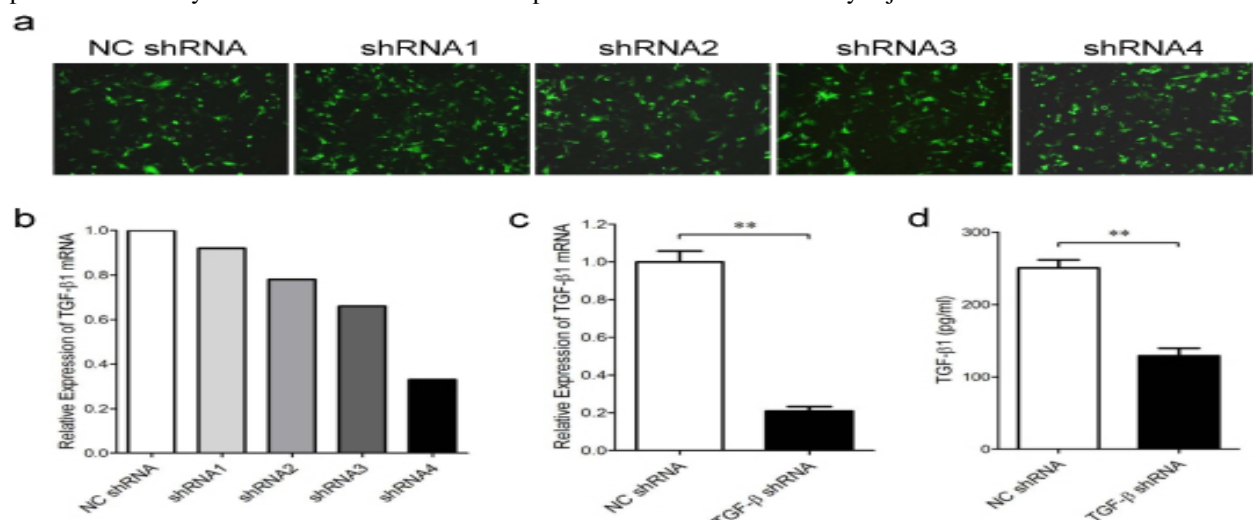 a
NC shRNA shRNA1 shRNA2 shRNA3 shRNA4
b
Relative Expression of TGF-β1 mRNA
1.0
0.8
0.6
0.4
0.2
0.0
NC shRNA shRNA1 shRNA2 shRNA3 shRNA4
c
Relative Expression of TGF-β1 mRNA
1.2
1.0
0.8
0.6
0.4
0.2
0.0
**
NC shRNA TGF-β shRNA
d
TGF-β1 (pg/ml)
300
200
100
0
**
NC shRNA TGF-β shRNA